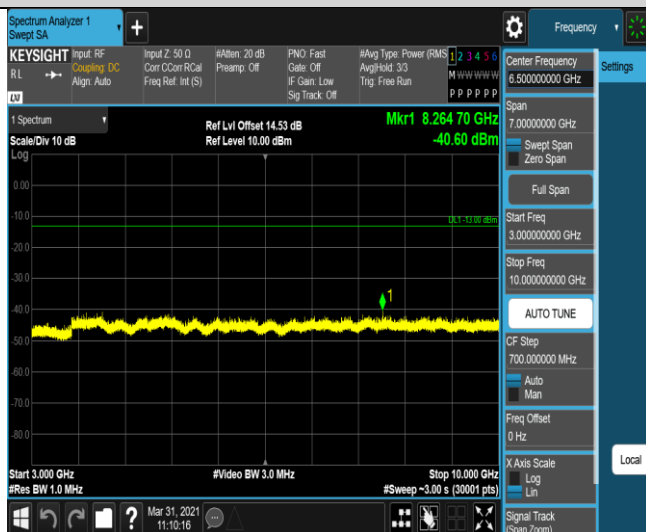 Spectrum Analyzer 1
Swept SA
+
Frequency
KEYSIGHT
RL
LXI
Input: RF
Coupling: DC
Align: Auto
Input Z: 50 Ω
Corr CCorr RCal
Freq Ref: Int (S)
#Atten: 20 dB
Preamp: Off
PNO: Fast
Gate: Off
IF Gain: Low
Sig Track: Off
#Avg Type: Power (RMS
Avg|Hold: 3/3
Trig: Free Run
1 2 3 4 5 6
M W W W W W
P P P P P P
1 Spectrum
Scale/Div 10 dB
Log
Ref Lvl Offset 14.53 dB
Ref Level 10.00 dBm
Mkr1 8.264 70 GHz
-40.60 dBm
0.00
-10.0
DL1 -13.00 dBm
-20.0
-30.0
1
-40.0
-50.0
-60.0
-70.0
-80.0
Start 3.000 GHz
#Res BW 1.0 MHz
#Video BW 3.0 MHz
Stop 10.000 GHz
#Sweep ~3.00 s (30001 pts)
Mar 31, 2021
11:10:16
?
Center Frequency
6.500000000 GHz
Span
7.00000000 GHz
Swept Span
Zero Span
Full Span
Start Freq
3.000000000 GHz
Stop Freq
10.000000000 GHz
AUTO TUNE
CF Step
700.000000 MHz
Auto
Man
Freq Offset
0 Hz
X Axis Scale
Log
Lin
Signal Track
(Span Zoom)
Settings
Local